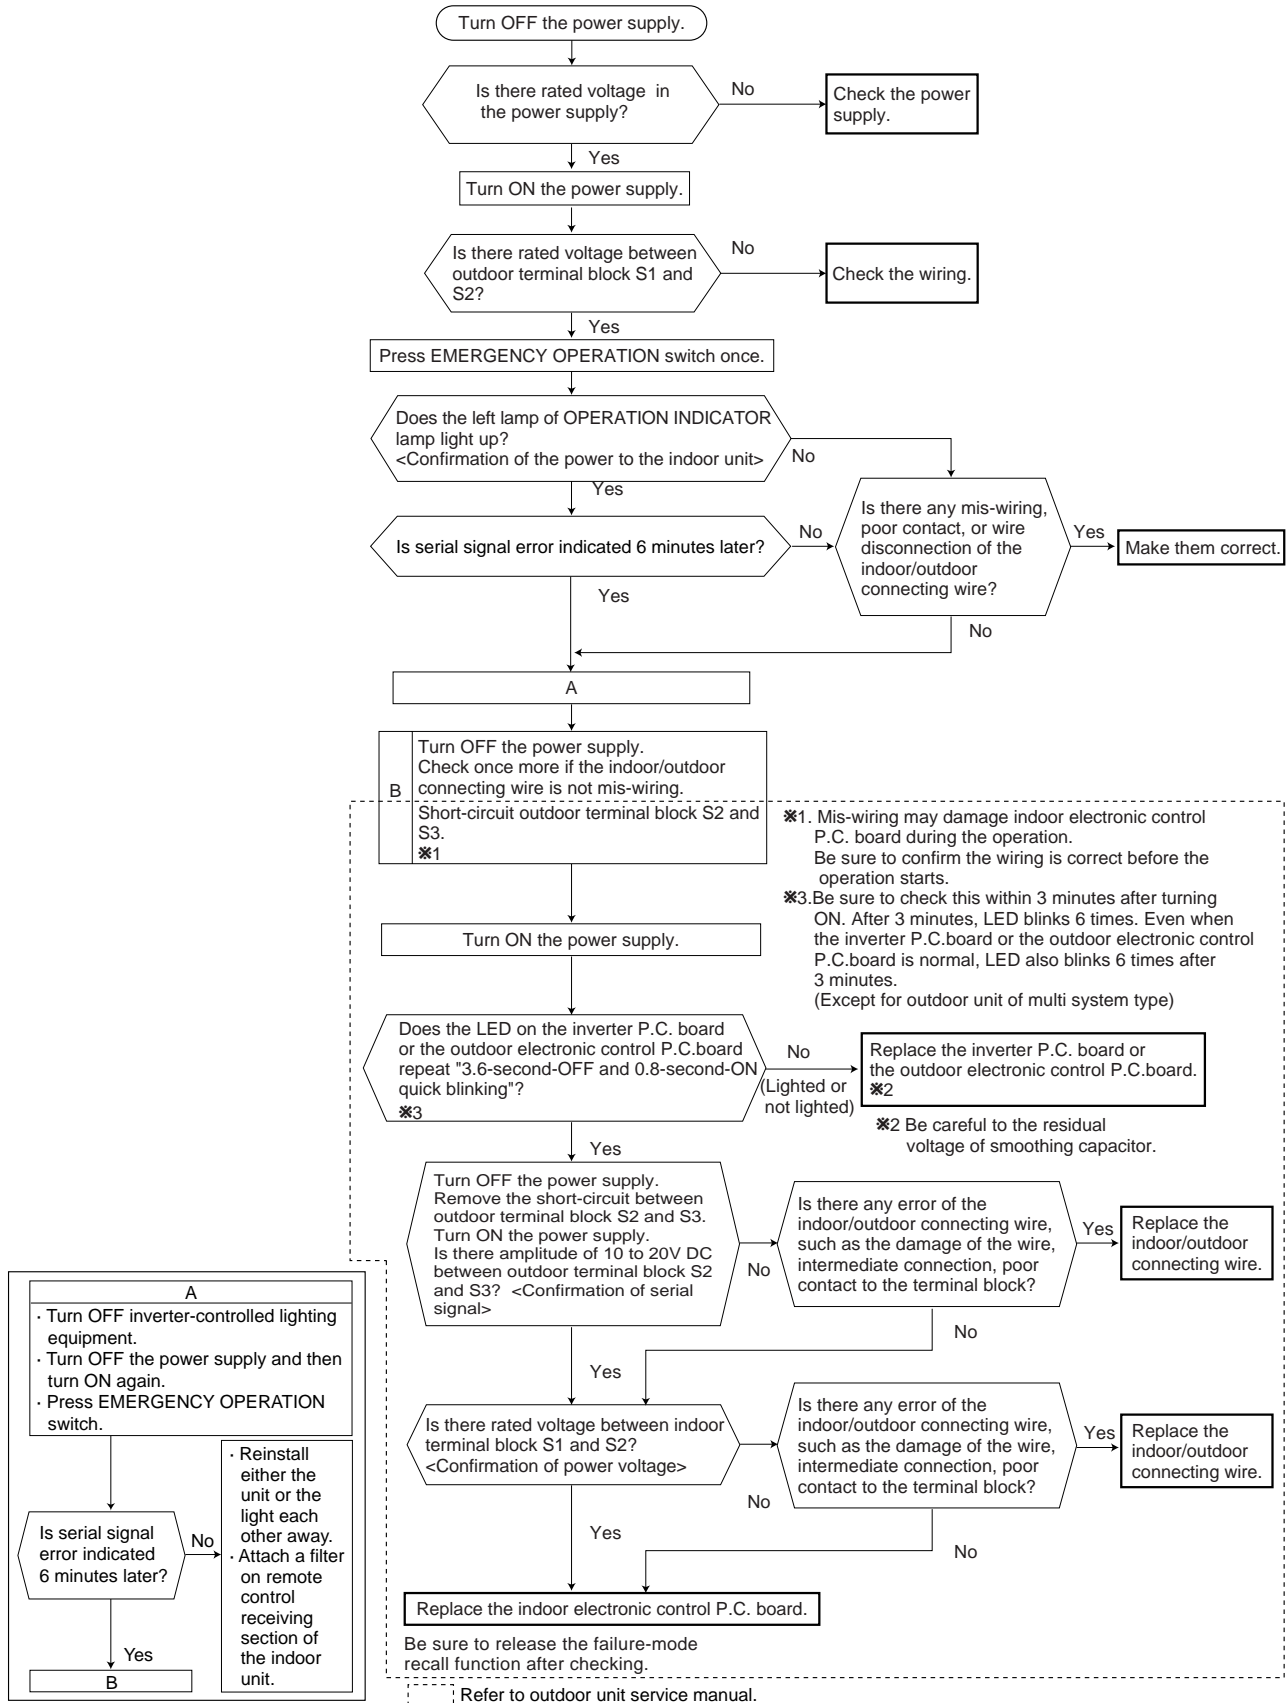 Turn OFF the power supply.
Is there rated voltage in
the power supply?
No
Check the power
supply.
Yes
Turn ON the power supply.
Is there rated voltage between
outdoor terminal block S1 and
S2?
No
Check the wiring.
Yes
Press EMERGENCY OPERATION switch once.
Does the left lamp of OPERATION INDICATOR
lamp light up?
<Confirmation of the power to the indoor unit>
No
Yes
Is serial signal error indicated 6 minutes later?
No
Is there any mis-wiring,
poor contact, or wire
disconnection of the
indoor/outdoor
connecting wire?
Yes
Make them correct.
Yes
No
A
B
Turn OFF the power supply.
Check once more if the indoor/outdoor
connecting wire is not mis-wiring.
Short-circuit outdoor terminal block S2 and
S3.
※1
※1. Mis-wiring may damage indoor electronic control
P.C. board during the operation.
Be sure to confirm the wiring is correct before the
operation starts.
※3.Be sure to check this within 3 minutes after turning
ON. After 3 minutes, LED blinks 6 times. Even when
the inverter P.C.board or the outdoor electronic control
P.C.board is normal, LED also blinks 6 times after
3 minutes.
(Except for outdoor unit of multi system type)
Turn ON the power supply.
Does the LED on the inverter P.C. board
or the outdoor electronic control P.C.board
repeat "3.6-second-OFF and 0.8-second-ON
quick blinking"?
※3
No
(Lighted or
not lighted)
Replace the inverter P.C. board or
the outdoor electronic control P.C.board.
※2
※2 Be careful to the residual
voltage of smoothing capacitor.
Yes
Turn OFF the power supply.
Remove the short-circuit between
outdoor terminal block S2 and S3.
Turn ON the power supply.
Is there amplitude of 10 to 20V DC
between outdoor terminal block S2
and S3? <Confirmation of serial
signal>
No
Is there any error of the
indoor/outdoor connecting wire,
such as the damage of the wire,
intermediate connection, poor
contact to the terminal block?
Yes
Replace the
indoor/outdoor
connecting wire.
No
Yes
Is there rated voltage between indoor
terminal block S1 and S2?
<Confirmation of power voltage>
No
Is there any error of the
indoor/outdoor connecting wire,
such as the damage of the wire,
intermediate connection, poor
contact to the terminal block?
Yes
Replace the
indoor/outdoor
connecting wire.
No
Yes
Replace the indoor electronic control P.C. board.
Be sure to release the failure-mode
recall function after checking.
Refer to outdoor unit service manual.
A
· Turn OFF inverter-controlled lighting
equipment.
· Turn OFF the power supply and then
turn ON again.
· Press EMERGENCY OPERATION
switch.
Is serial signal
error indicated
6 minutes later?
No
· Reinstall
either the
unit or the
light each
other away.
· Attach a filter
on remote
control
receiving
section of
the indoor
unit.
Yes
B